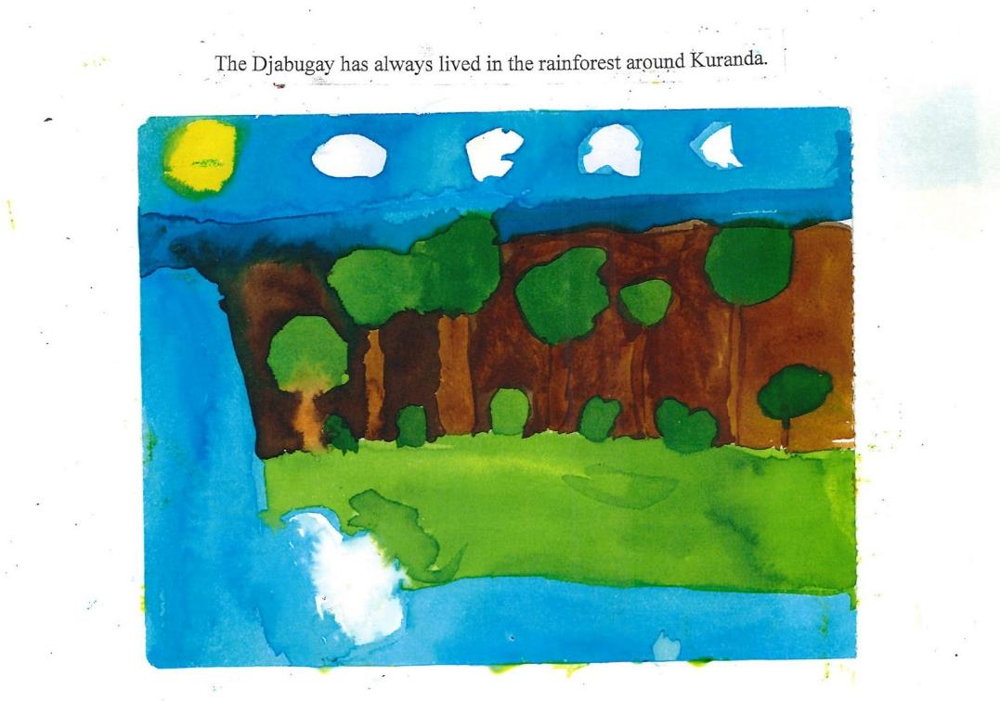 The Djabugay has always lived in the rainforest around Kuranda.